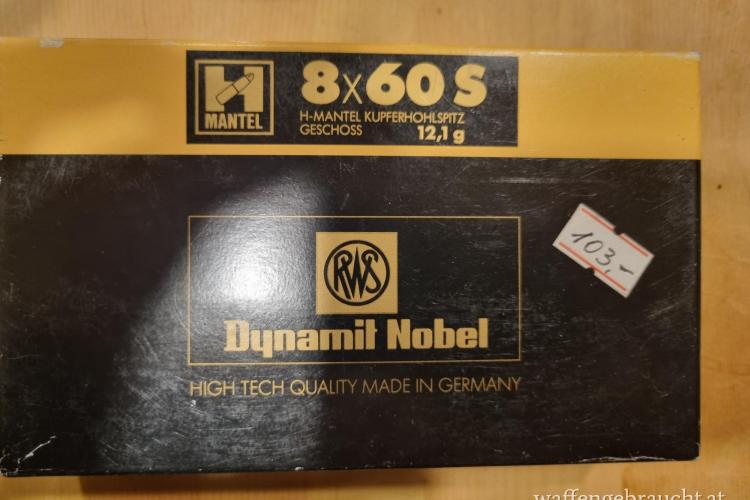 H
MANTEL
8x60 S
H-MANTEL KUPFERHOHLSPITZ
GESCHOSS 12,1 g
103,-
RWS
Dynamit Nobel
HIGH TECH QUALITY MADE IN GERMANY
waffengebraucht.at